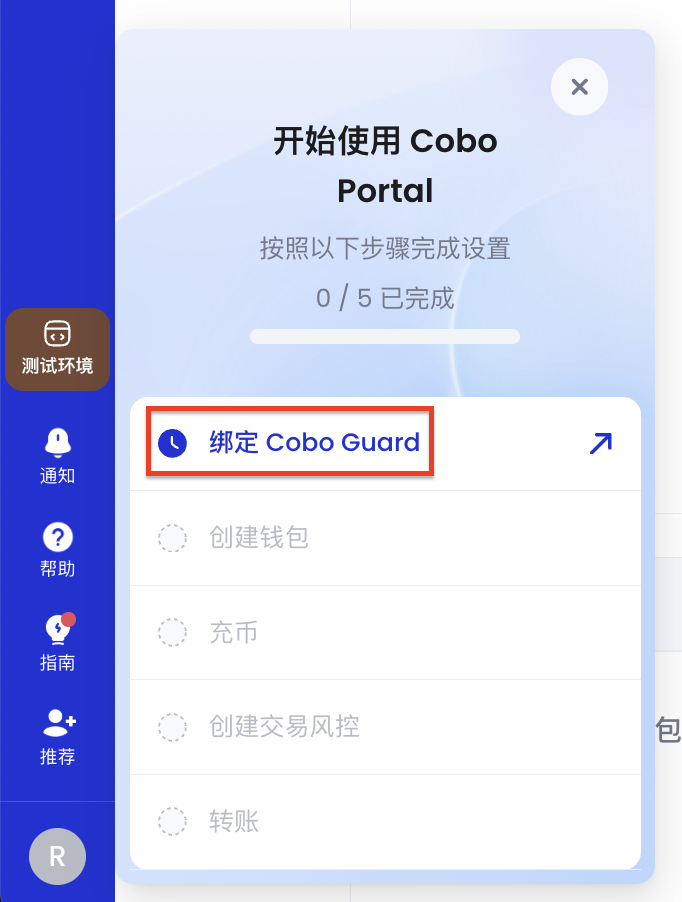 开始使用 Cobo
Portal
按照以下步骤完成设置
0 / 5 已完成
绑定 Cobo Guard
创建钱包
充币
创建交易风控
转账
测试环境
通知
帮助
指南
推荐
R
包